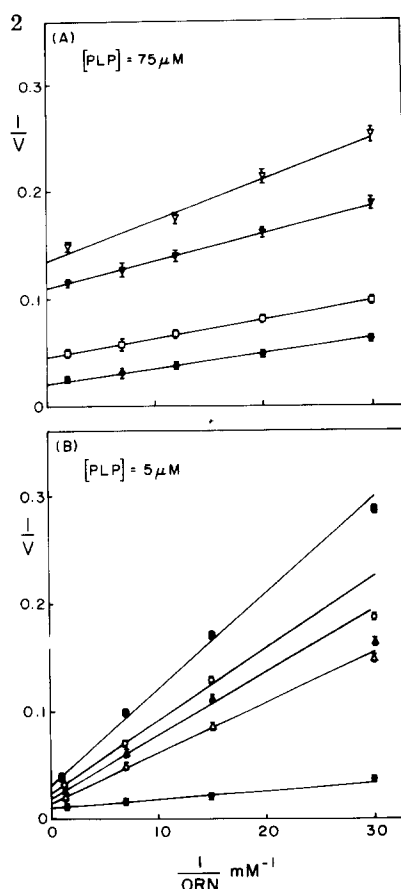 2
(A)
[PLP] = 75 μM
1
V
0.3
0.2
0.1
0
(B)
[PLP] = 5 μM
1
V
0.3
0.2
0.1
0
0 10 20 30
1
ORN mM⁻¹